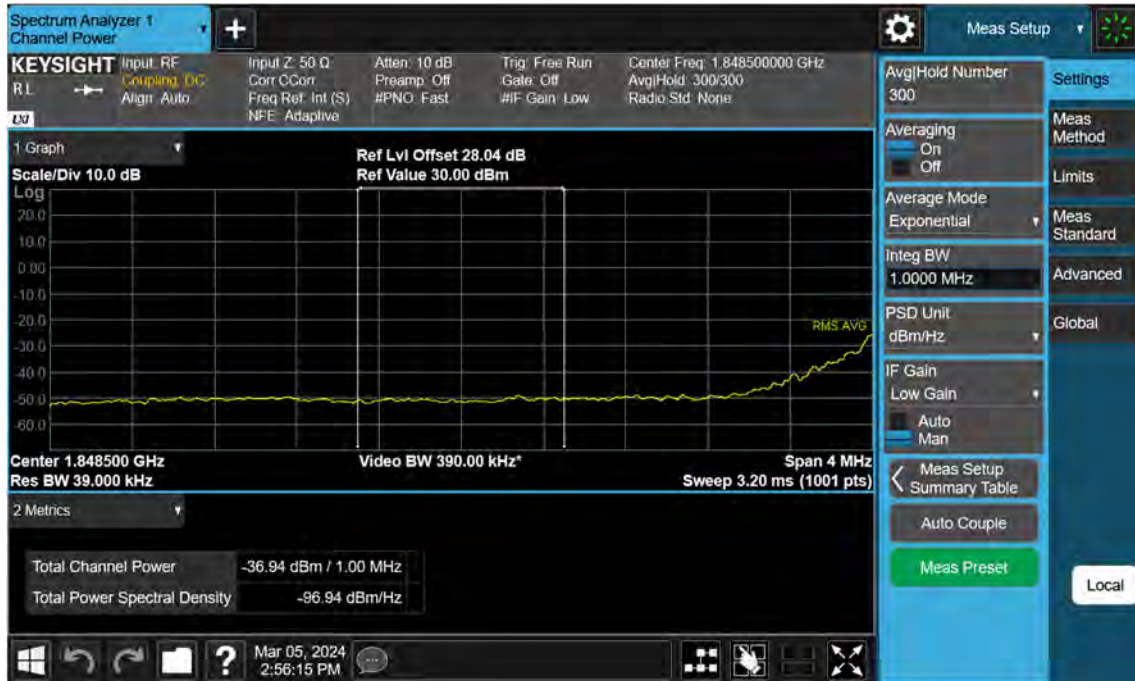 Spectrum Analyzer 1
Channel Power
Meas Setup
KEYSIGHT
RL
LXI
Input: RF
Coupling: DC
Align: Auto
Input Z: 50 Ω
Corr CCorr
Freq Ref: Int (S)
NFE: Adaptive
Atten: 10 dB
Preamp: Off
#PNO: Fast
Trig: Free Run
Gate: Off
#IF Gain: Low
Center Freq: 1.848500000 GHz
Avg|Hold: 300/300
Radio Std: None
1 Graph
Scale/Div 10.0 dB
Ref Lvl Offset 28.04 dB
Ref Value 30.00 dBm
Log
20.0
10.0
0.00
-10.0
-20.0
-30.0
-40.0
-60.0
RMS AVG
Center 1.848500 GHz
Video BW 390.00 kHz*
Span 4 MHz
Res BW 39.000 kHz
Sweep 3.20 ms (1001 pts)
2 Metrics
Total Channel Power
-36.94 dBm / 1.00 MHz
Total Power Spectral Density
-96.94 dBm/Hz
?
Mar 05, 2024
2:56:15 PM
Avg|Hold Number
300
Averaging
On
Off
Average Mode
Exponential
Integ BW
1.0000 MHz
PSD Unit
dBm/Hz
IF Gain
Low Gain
Auto
Man
Meas Setup
Summary Table
Auto Couple
Meas Preset
Settings
Meas
Method
Limits
Meas
Standard
Advanced
Global
Local